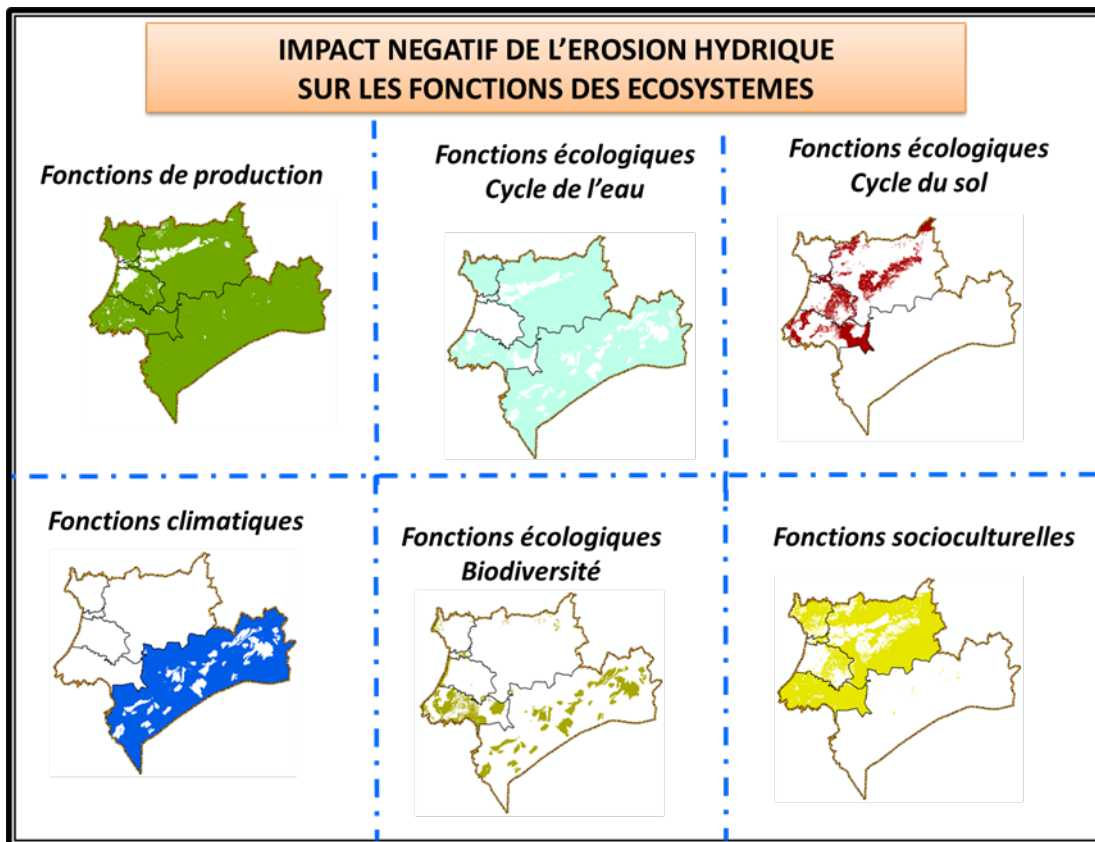 IMPACT NEGATIF DE L’EROSION HYDRIQUE
SUR LES FONCTIONS DES ECOSYSTEMES
Fonctions de production
Fonctions écologiques
Cycle de l’eau
Fonctions écologiques
Cycle du sol
Fonctions climatiques
Fonctions écologiques
Biodiversité
Fonctions socioculturelles